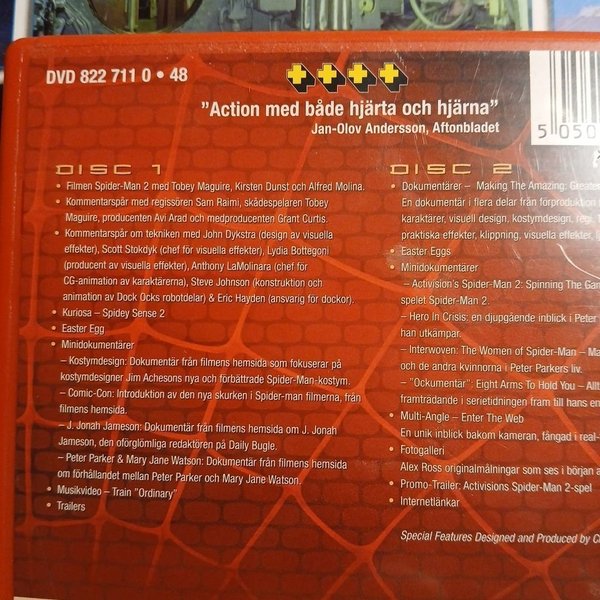 DVD 822 711 0 • 48
"Action med både hjärta och hjärna"
Jan-Olov Andersson, Aftonbladet
5 050
DISC 1
• Filmen Spider-Man 2 med Tobey Maguire, Kirsten Dunst och Alfred Molina.
• Kommentarspår med regissören Sam Raimi, skådespelaren Tobey
Maguire, producenten Avi Arad och medproducenten Grant Curtis.
• Kommentarspår om tekniken med John Dykstra (design av visuella
effekter), Scott Stokdyk (chef för visuella effekter), Lydia Bottegoni
(producent av visuella effekter), Anthony LaMolinara (chef för
CG-animation av karaktärerna), Steve Johnson (konstruktion och
animation av Dock Ocks robotdelar) & Eric Hayden (ansvarig för dockor).
• Kuriosa – Spidey Sense 2
• Easter Egg
• Minidokumentärer
– Kostymdesign: Dokumentär från filmens hemsida som fokuserar på
kostymdesigner Jim Achesons nya och förbättrade Spider-Man-kostym.
– Comic-Con: Introduktion av den nya skurken i Spider-man filmerna, från
filmens hemsida.
– J. Jonah Jameson: Dokumentär från filmens hemsida om J. Jonah
Jameson, den oförglömliga redaktören på Daily Bugle.
– Peter Parker & Mary Jane Watson: Dokumentär från filmens hemsida
om förhållandet mellan Peter Parker och Mary Jane Watson.
• Musikvideo – Train "Ordinary"
• Trailers
DISC 2
• Dokumentärer – Making The Amazing: Greater
En dokumentär i flera delar från förproduktion
karaktärer, visuell design, kostymdesign, regi,
praktiska effekter, klippning, visuella effekter,
• Easter Eggs
• Minidokumentärer
– Activision's Spider-Man 2: Spinning The
spelet Spider-Man 2.
– Hero In Crisis: en djupgående inblick i Peter
han utkämpar.
– Interwoven: The Women of Spider-Man –
och de andra kvinnorna i Peter Parkers liv.
– "Ockumentar": Eight Arms To Hold You –
framträdande i serietidningen fram till hans
• Multi-Angle – Enter The Web
En unik inblick bakom kameran, fångad i real-
• Fotogalleri
Alex Ross originalmålningar som ses i början
• Promo-Trailer: Activisions Spider-Man 2-spel
• Internetlänkar
Special Features Designed and Produced by